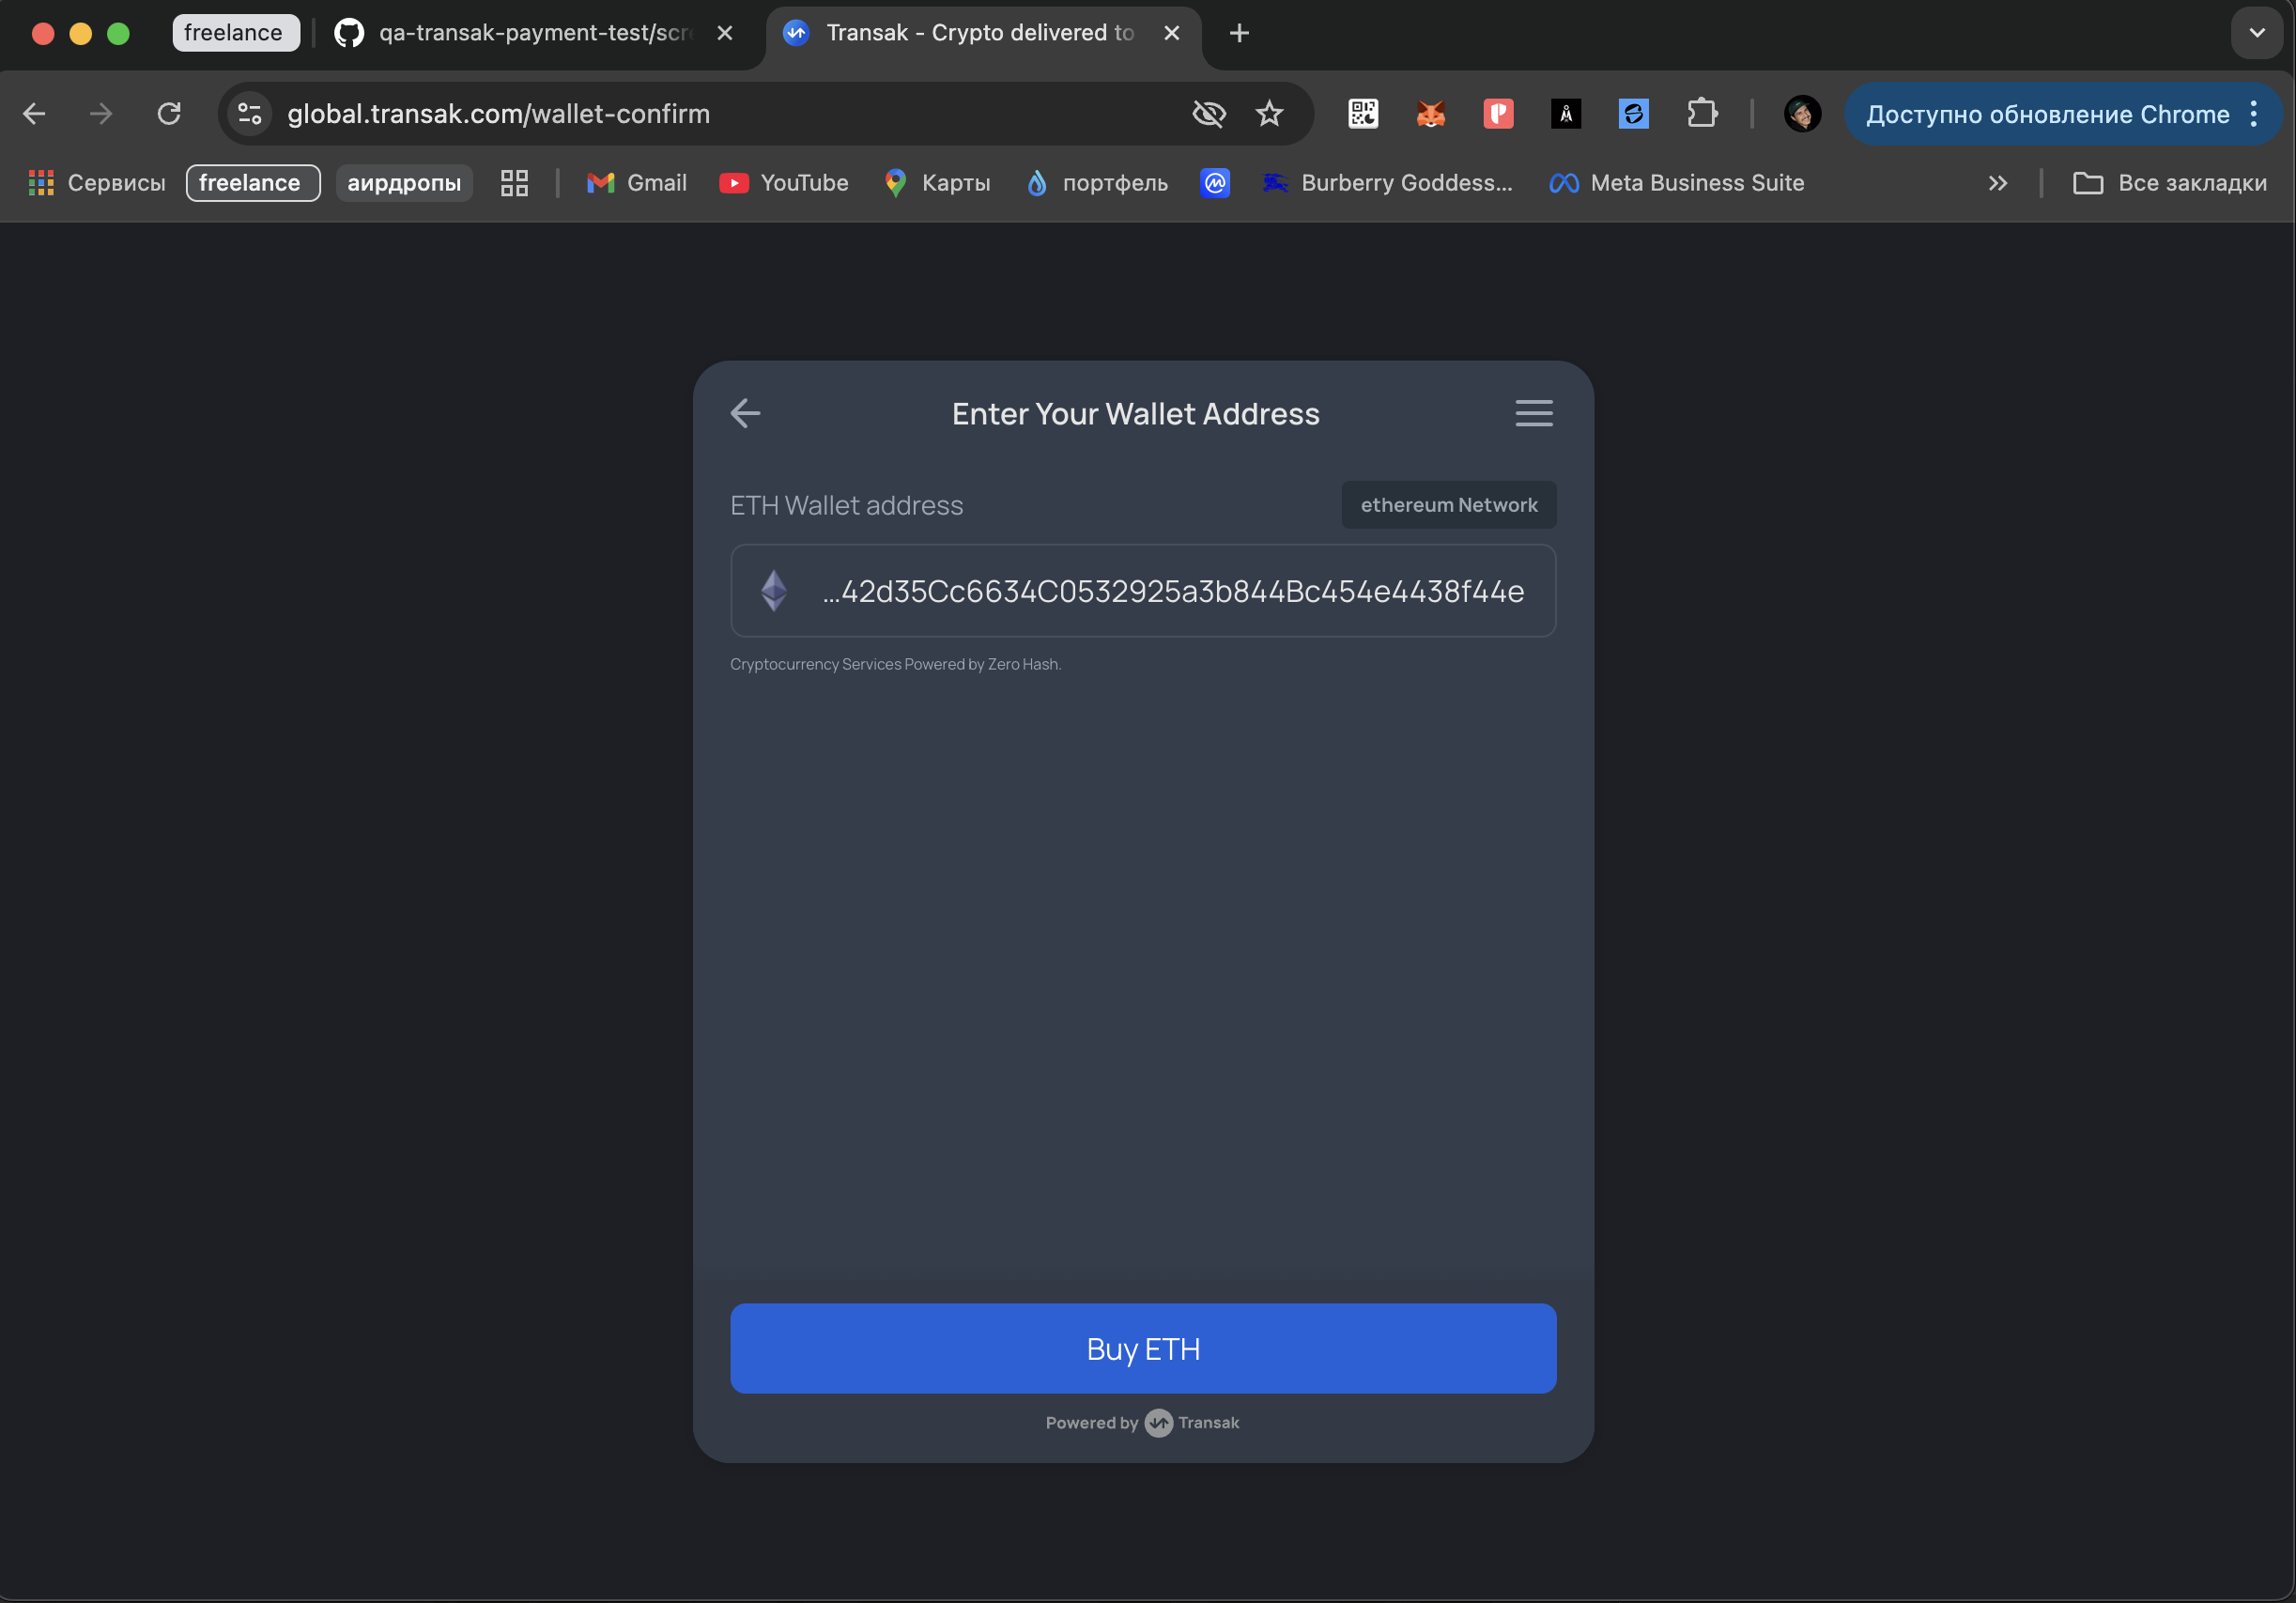 freelance
qa-transak-payment-test/scre
Transak - Crypto delivered to
global.transak.com/wallet-confirm
Доступно обновление Chrome
Сервисы
freelance
аирдропы
Gmail
YouTube
Карты
портфель
Burberry Goddess...
Meta Business Suite
Все закладки
Enter Your Wallet Address
ETH Wallet address
ethereum Network
...42d35Cc6634C0532925a3b844Bc454e4438f44e
Cryptocurrency Services Powered by Zero Hash.
Buy ETH
Powered by Transak